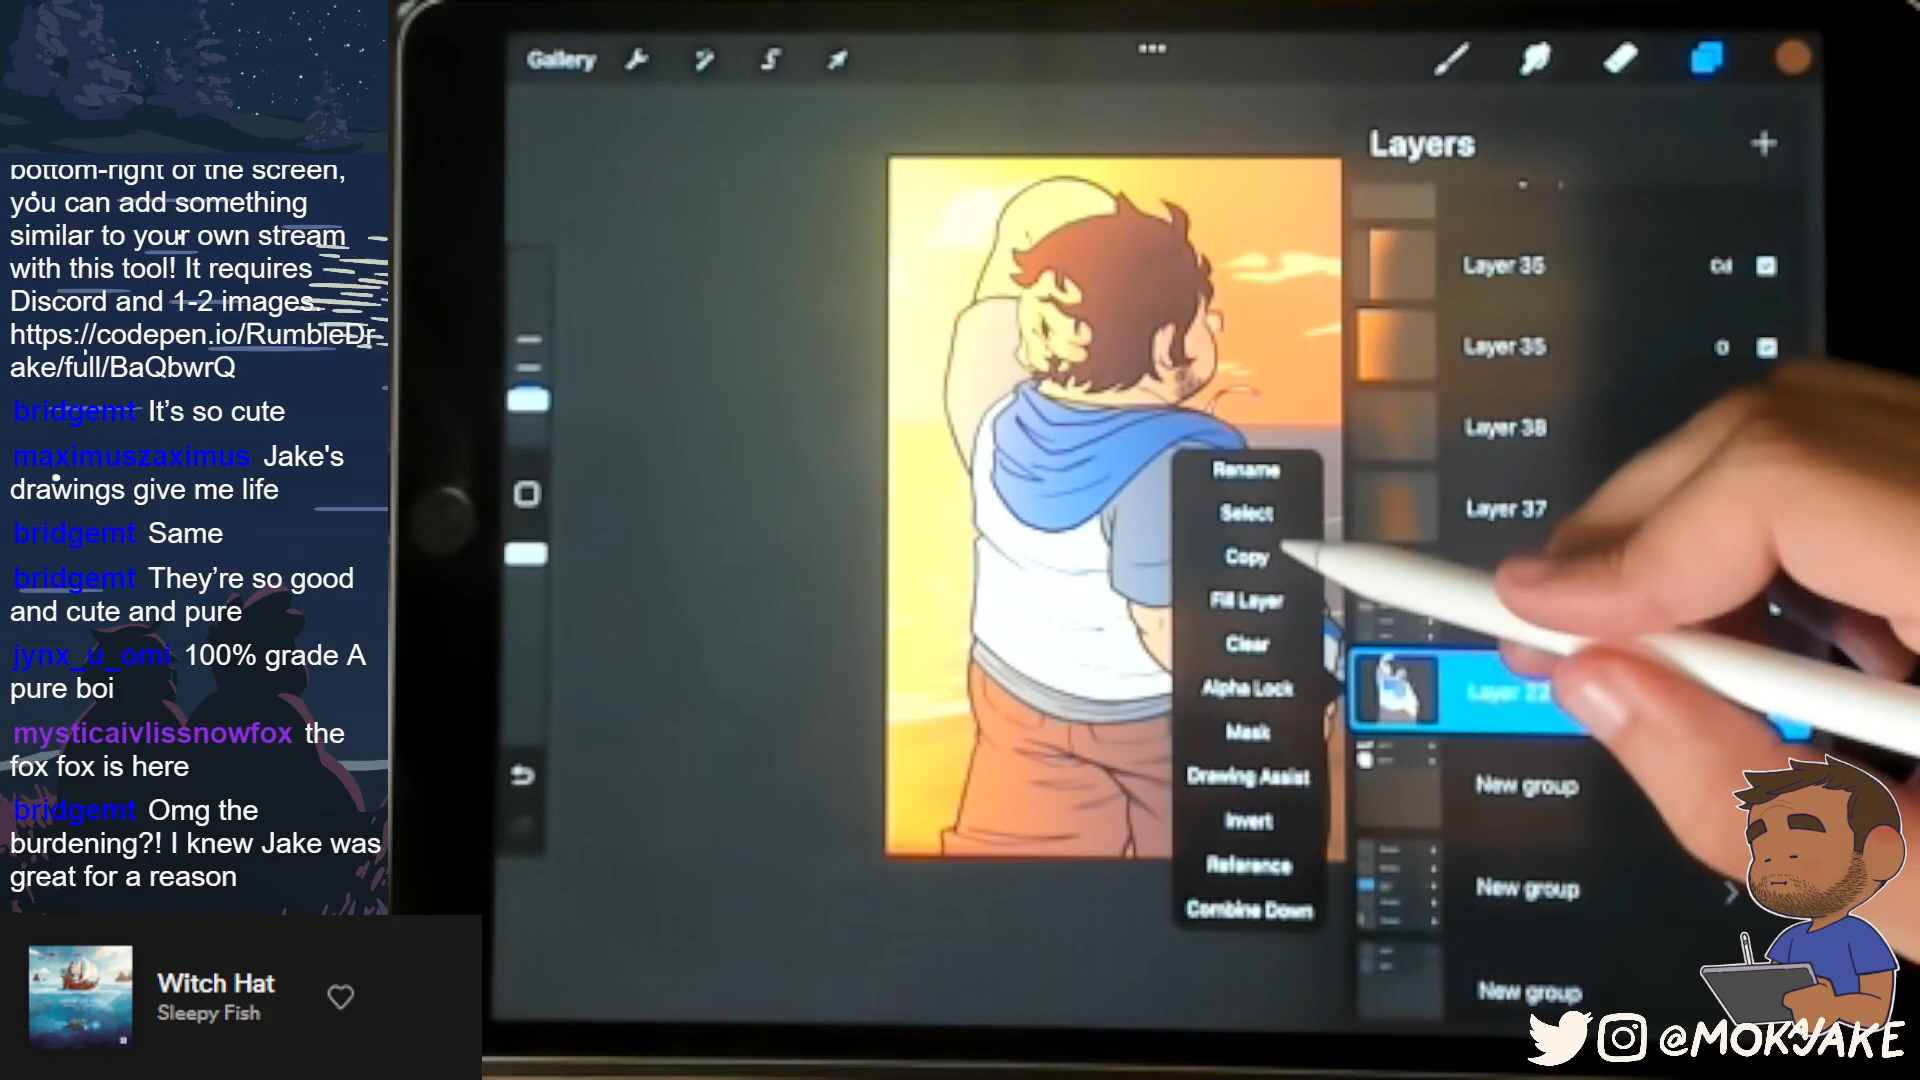 bottom-right of the screen,
you can add something
similar to your own stream
with this tool! It requires
Discord and 1-2 images.
https://codepen.io/RumbleDr
ake/full/BaQbwrQ
bridgemt It's so cute
maximuszaximus Jake's
drawings give me life
bridgemt Same
bridgemt They're so good
and cute and pure
jynx_u_omi 100% grade A
pure boi
mysticaivlissnowfox the
fox fox is here
bridgemt Omg the
burdening?! I knew Jake was
great for a reason
Witch Hat
Sleepy Fish
Gallery
Layers
Layer 35
Cd
Layer 35
O
Layer 38
Layer 37
Layer 22
New group
New group
New group
Rename
Select
Copy
Fill Layer
Clear
Alpha Lock
Mask
Drawing Assist
Invert
Reference
Combine Down
@MOKAJAKE